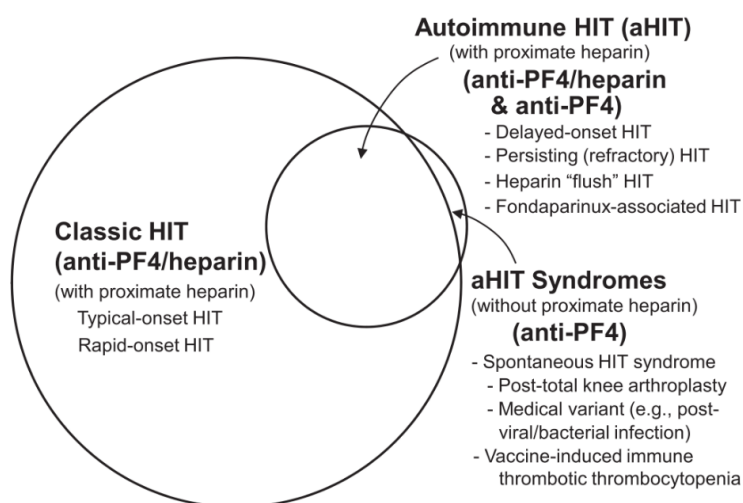 Autoimmune HIT (aHIT)
(with proximate heparin)
(anti-PF4/heparin
& anti-PF4)
- Delayed-onset HIT
- Persisting (refractory) HIT
- Heparin “flush” HIT
- Fondaparinux-associated HIT
Classic HIT
(anti-PF4/heparin)
(with proximate heparin)
Typical-onset HIT
Rapid-onset HIT
aHIT Syndromes
(without proximate heparin)
(anti-PF4)
- Spontaneous HIT syndrome
- Post-total knee arthroplasty
- Medical variant (e.g., post-
viral/bacterial infection)
- Vaccine-induced immune
thrombotic thrombocytopenia